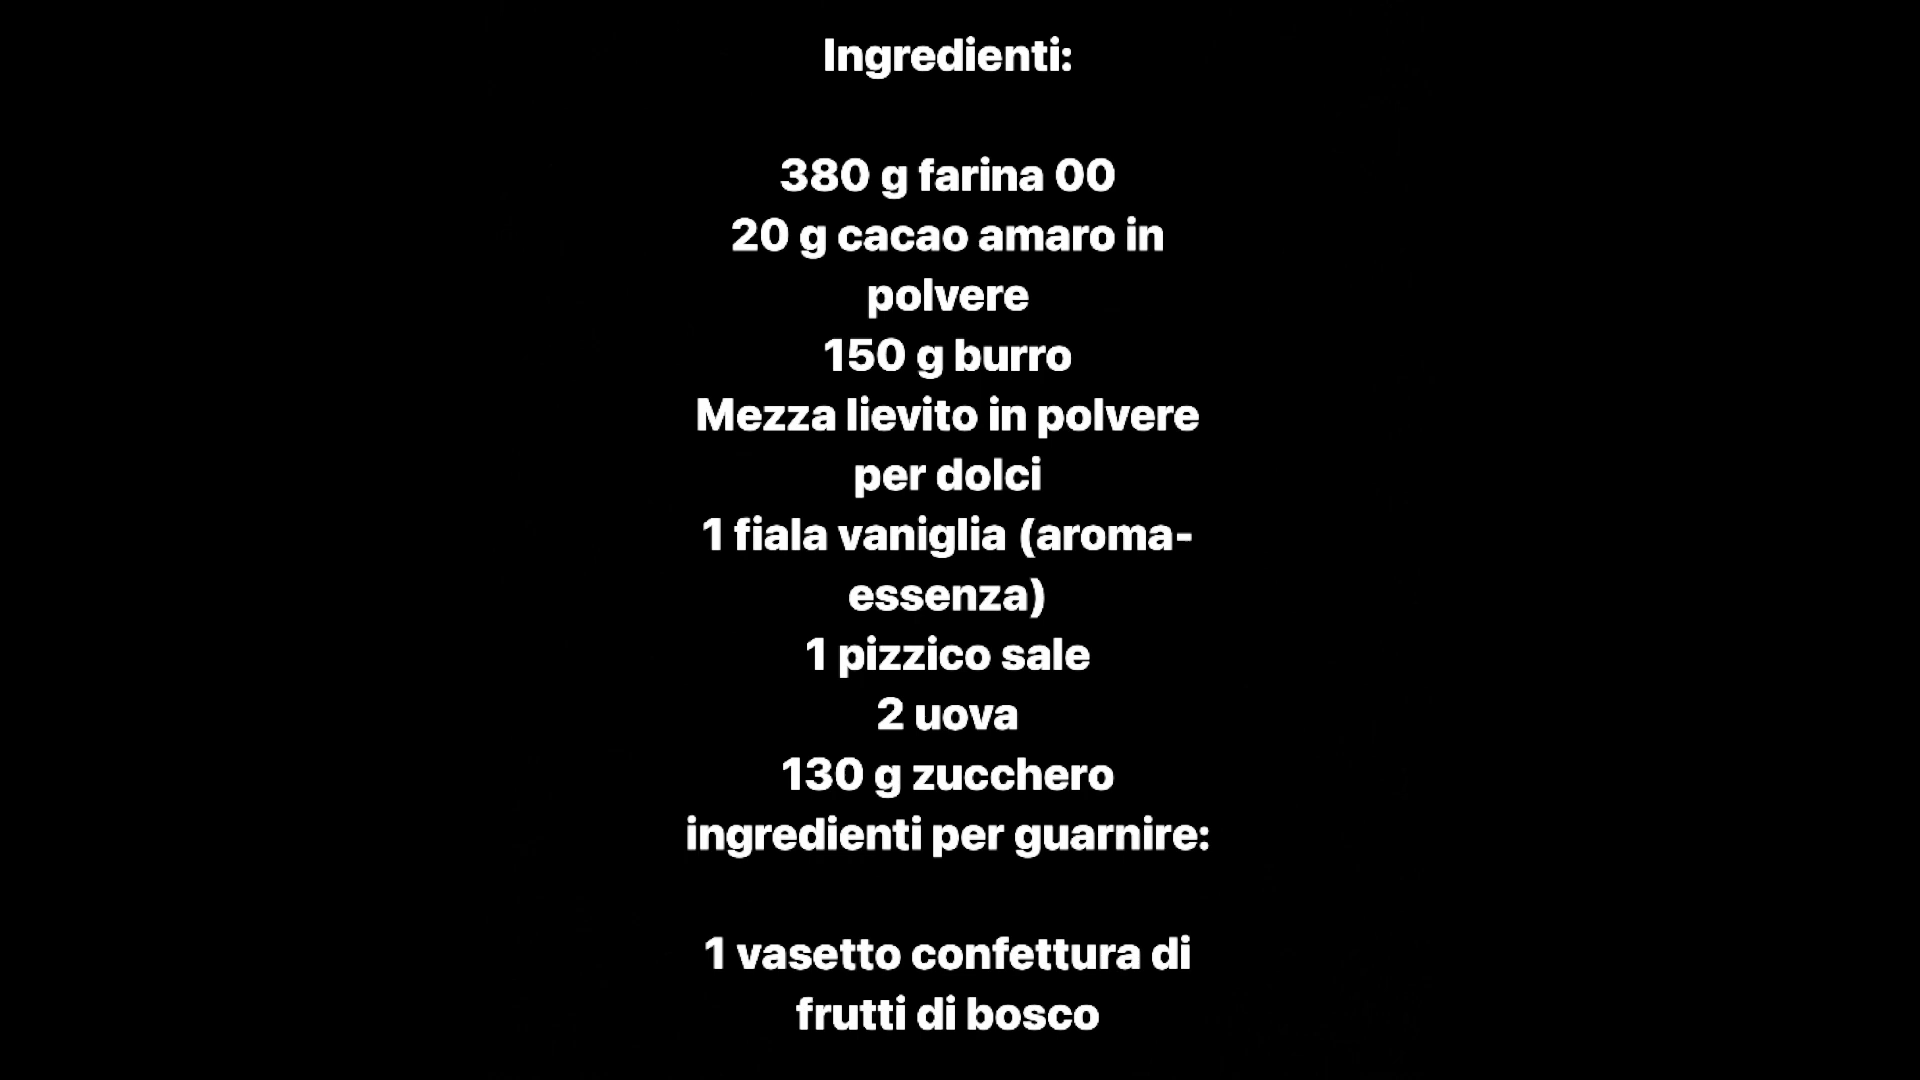 Ingredienti:
380 g farina 00
20 g cacao amaro in
polvere
150 g burro
Mezza lievito in polvere
per dolci
1 fiala vaniglia (aroma-
essenza)
1 pizzico sale
2 uova
130 g zucchero
ingredienti per guarnire:
1 vasetto confettura di
frutti di bosco